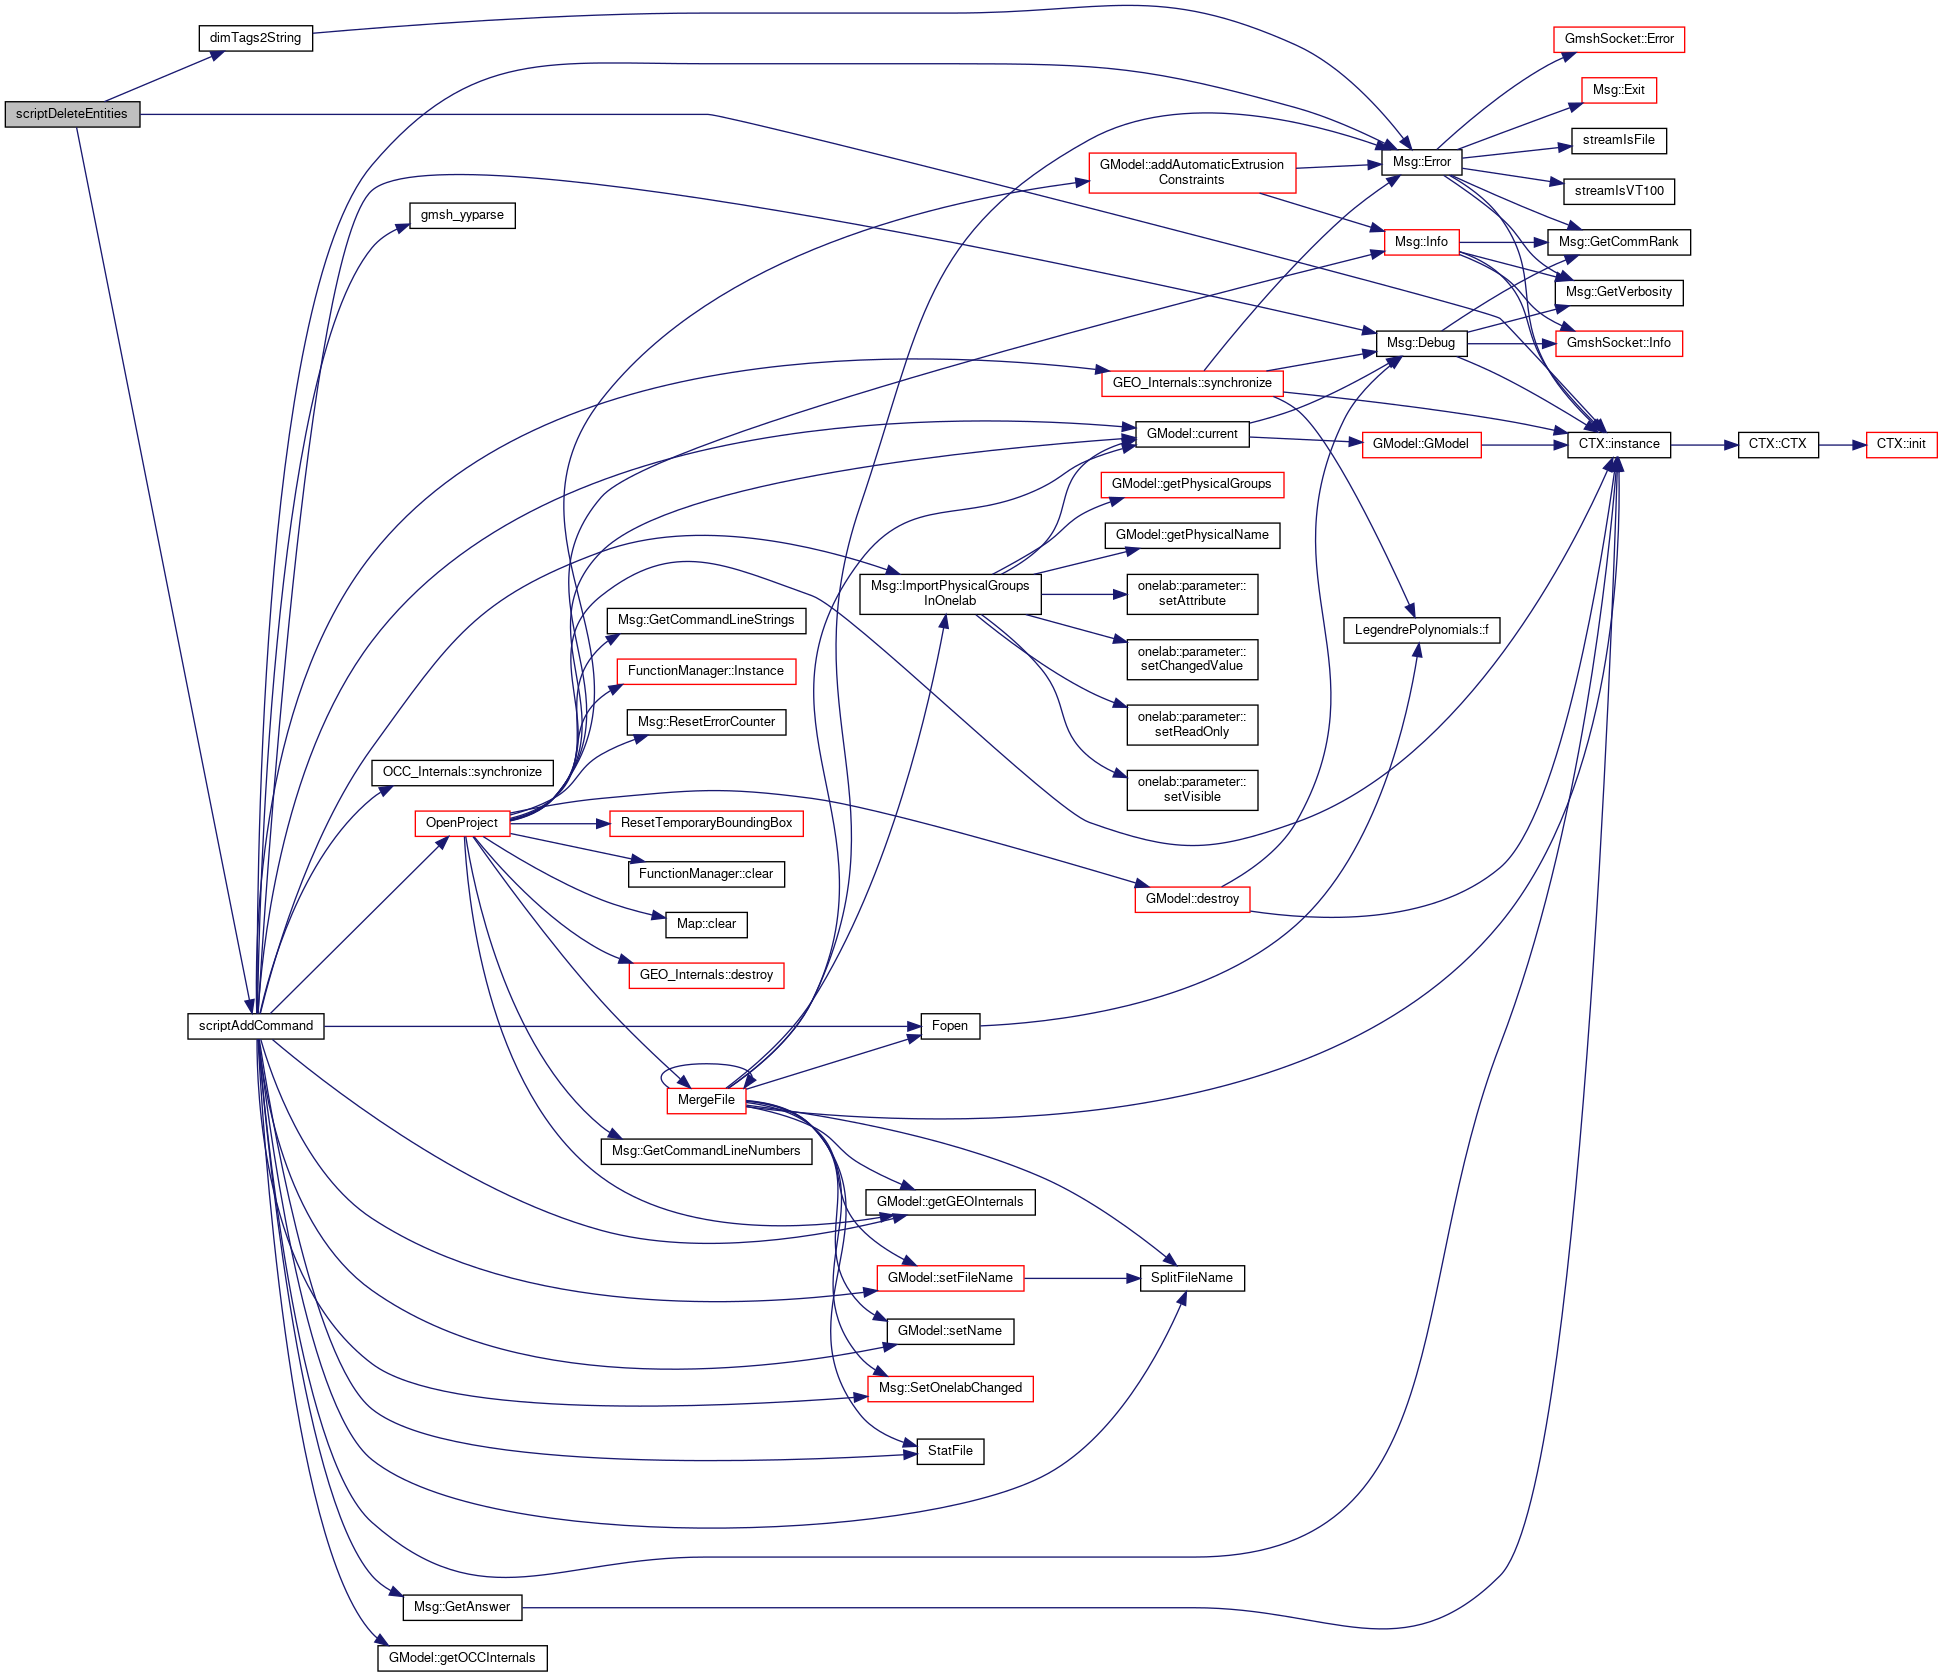 dimTags2String
scriptDeleteEntities
GmshSocket::Error
Msg::Exit
streamIsFile
Msg::Error
GModel::addAutomaticExtrusion
Constraints
streamIsVT100
gmsh_yyparse
Msg::Info
Msg::GetCommRank
Msg::GetVerbosity
Msg::Debug
GmshSocket::Info
GEO_Internals::synchronize
GModel::current
GModel::GModel
CTX::instance
CTX::CTX
CTX::init
GModel::getPhysicalGroups
GModel::getPhysicalName
Msg::ImportPhysicalGroups
InOnelab
onelab::parameter::
setAttribute
Msg::GetCommandLineStrings
LegendrePolynomials::f
onelab::parameter::
setChangedValue
FunctionManager::Instance
onelab::parameter::
setReadOnly
Msg::ResetErrorCounter
OCC_Internals::synchronize
onelab::parameter::
setVisible
OpenProject
ResetTemporaryBoundingBox
FunctionManager::clear
GModel::destroy
Map::clear
GEO_Internals::destroy
scriptAddCommand
Fopen
MergeFile
Msg::GetCommandLineNumbers
GModel::getGEOInternals
GModel::setFileName
SplitFileName
GModel::setName
Msg::SetOnelabChanged
StatFile
Msg::GetAnswer
GModel::getOCCInternals